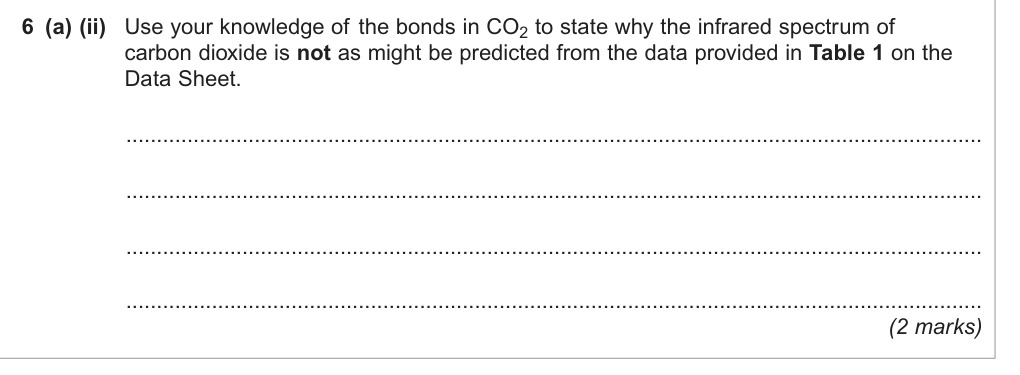 6 (a) (ii) Use your knowledge of the bonds in CO₂ to state why the infrared spectrum of
carbon dioxide is not as might be predicted from the data provided in Table 1 on the
Data Sheet.
(2 marks)